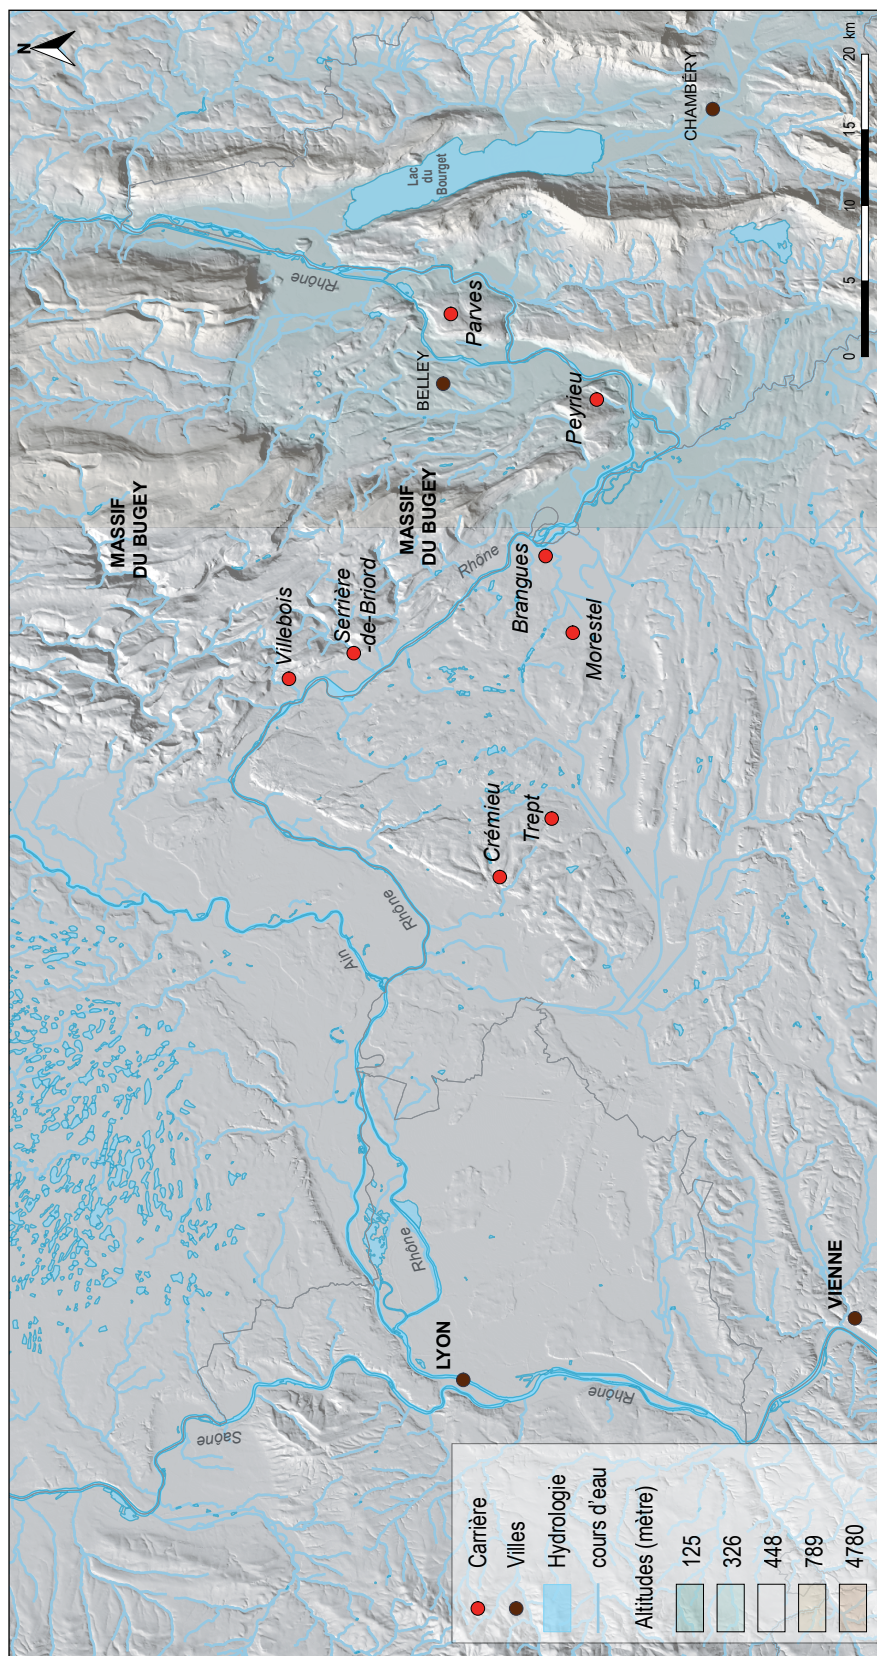 N
MASSIF
DU BUGEY
Saône
Ain
Rhône
Lac
du
Bourget
Villebois
Serrière
-de-Briord
MASSIF
DU BUGEY
BELLEY
Parves
Rhône
Rhône
Rhône
LYON
Crémieu
Trept
Brangues
Morestel
Peyrieu
Rhône
CHAMBÉRY
VIENNE
Carrière
Villes
Hydrologie
cours d'eau
Altitudes (mètre)
125
326
448
789
4780
0 5 10 15 20 km